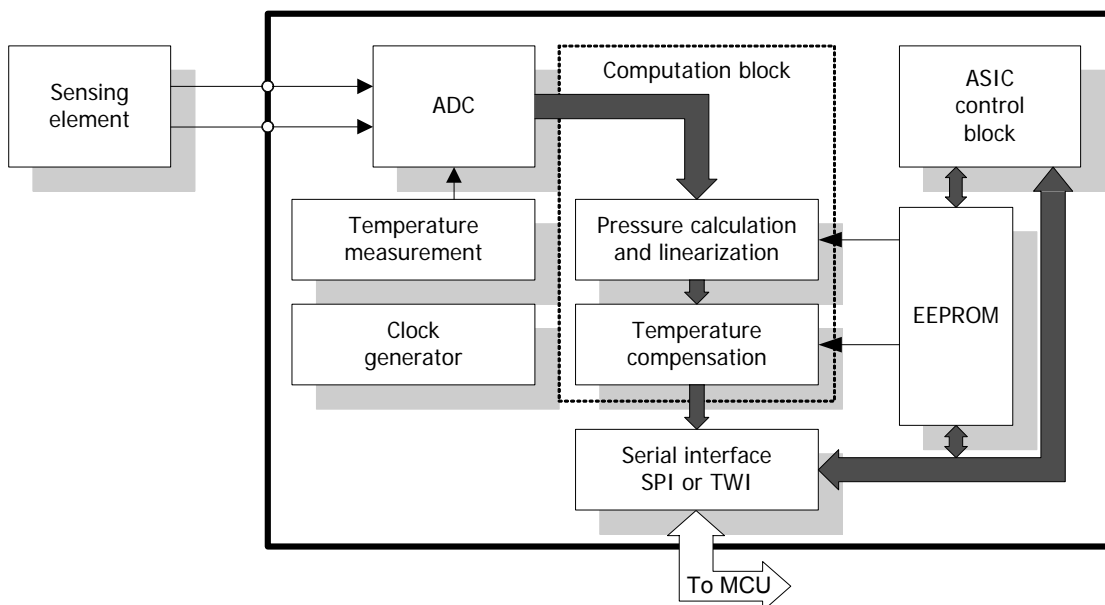 Sensing
element
ADC
Computation block
ASIC
control
block
Temperature
measurement
Pressure calculation
and linearization
Clock
generator
Temperature
compensation
EEPROM
Serial interface
SPI or TWI
To MCU